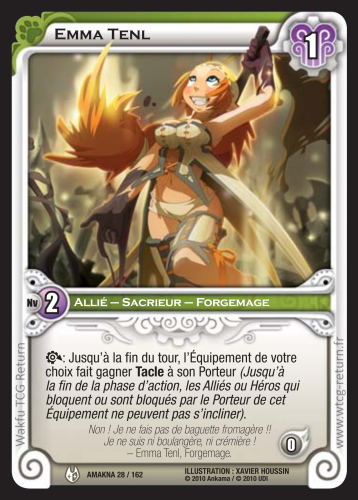 Emma Tenl
1
Nv 2
Allié – Sacrieur – Forgemage
: Jusqu'à la fin du tour, l'Équipement de votre
choix fait gagner Tacle à son Porteur (Jusqu'à
la fin de la phase d'action, les Alliés ou Héros qui
bloquent ou sont bloqués par le Porteur de cet
Équipement ne peuvent pas s'incliner).
Non ! Je ne fais pas de baguette fromagère !!
Je ne suis ni boulangère, ni crémière !
– Emma Tenl, Forgemage.
0
AMAKNA 28 / 162
ILLUSTRATION : XAVIER HOUSSIN
© 2010 Ankama / © 2010 UDI
Wakfu TCG Return
www.wtcg-return.fr